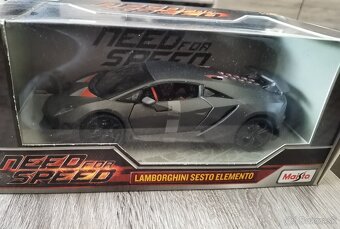 NEED FOR
SPEED
NEED FOR
SPEED
LAMBORGHINI SESTO ELEMENTO
Maisto